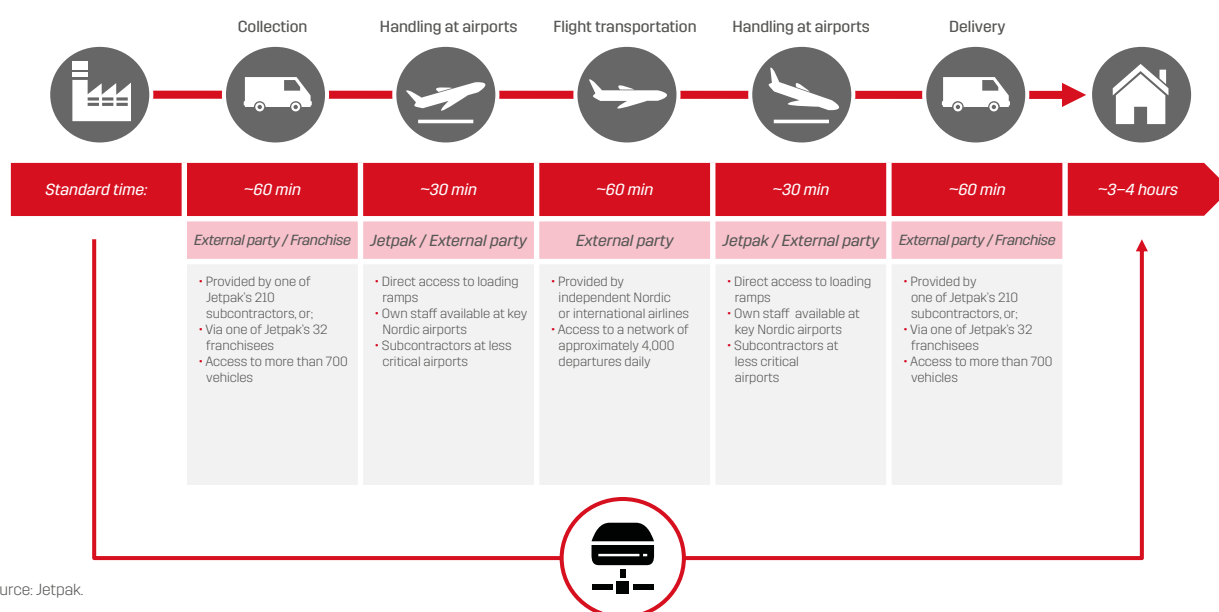 Collection
Handling at airports
Flight transportation
Handling at airports
Delivery
Standard time:
~60 min
~30 min
~60 min
~30 min
~60 min
~3–4 hours
External party / Franchise
Jetpak / External party
External party
Jetpak / External party
External party / Franchise
• Provided by one of
Jetpak's 210
subcontractors, or;
• Via one of Jetpak's 32
franchisees
• Access to more than 700
vehicles
• Direct access to loading
ramps
• Own staff available at key
Nordic airports
• Subcontractors at less
critical airports
• Provided by
independent Nordic
or international airlines
• Access to a network of
approximately 4,000
departures daily
• Direct access to loading
ramps
• Own staff available at
key Nordic airports
• Subcontractors at
less critical
airports
• Provided by
one of Jetpak's 210
subcontractors, or;
• Via one of Jetpak's 32
franchisees
• Access to more than 700
vehicles
urce: Jetpak.